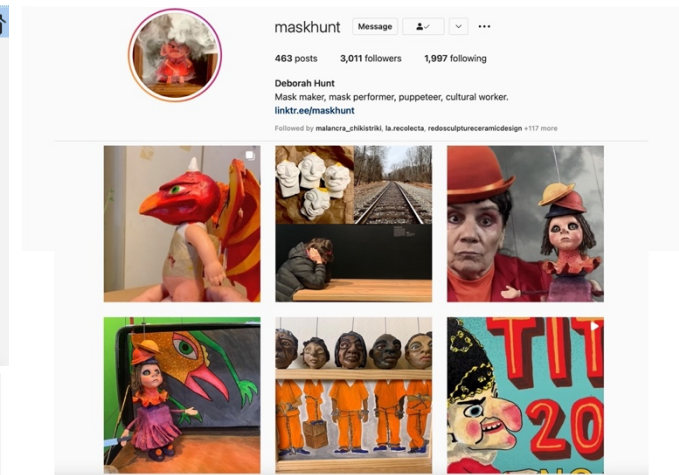 maskhunt Message
463 posts 3,011 followers 1,997 following
Deborah Hunt
Mask maker, mask performer, puppeteer, cultural worker.
linktr.ee/maskhunt
Followed by malancra_chikistriki, la.recolecta, redosculptureceramicdesign +117 more
TIT
20